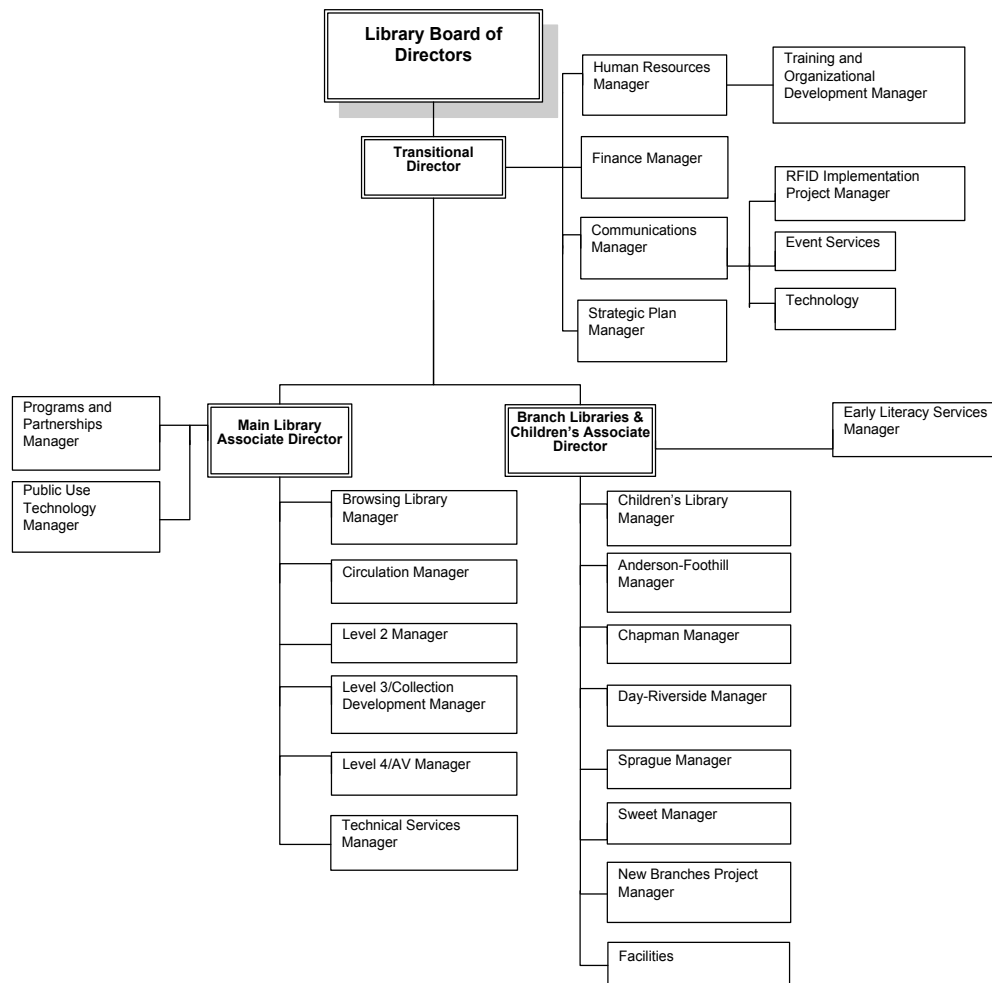 Library Board of
Directors
Human Resources
Manager
Training and
Organizational
Development Manager
Transitional
Director
Finance Manager
RFID Implementation
Project Manager
Communications
Manager
Event Services
Technology
Strategic Plan
Manager
Programs and
Partnerships
Manager
Main Library
Associate Director
Branch Libraries &
Children's Associate
Director
Early Literacy Services
Manager
Public Use
Technology
Manager
Browsing Library
Manager
Circulation Manager
Level 2 Manager
Level 3/Collection
Development Manager
Level 4/AV Manager
Technical Services
Manager
Children's Library
Manager
Anderson-Foothill
Manager
Chapman Manager
Day-Riverside Manager
Sprague Manager
Sweet Manager
New Branches Project
Manager
Facilities